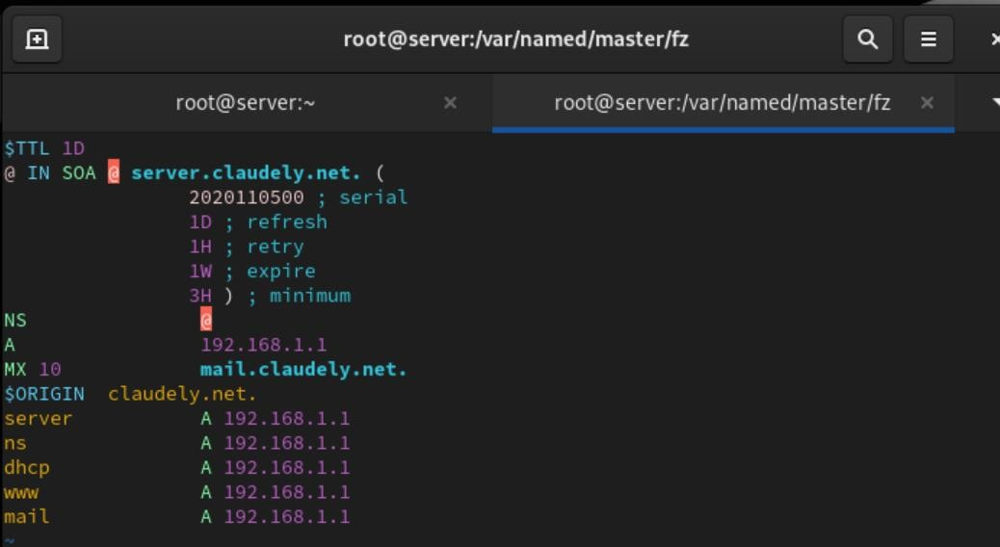 root@server:/var/named/master/fz
root@server:~ root@server:/var/named/master/fz
$TTL 1D
@ IN SOA @ server.claudely.net. (
2020110500 ; serial
1D ; refresh
1H ; retry
1W ; expire
3H ) ; minimum
NS @
A 192.168.1.1
MX 10 mail.claudely.net.
$ORIGIN claudely.net.
server A 192.168.1.1
ns A 192.168.1.1
dhcp A 192.168.1.1
www A 192.168.1.1
mail A 192.168.1.1
~